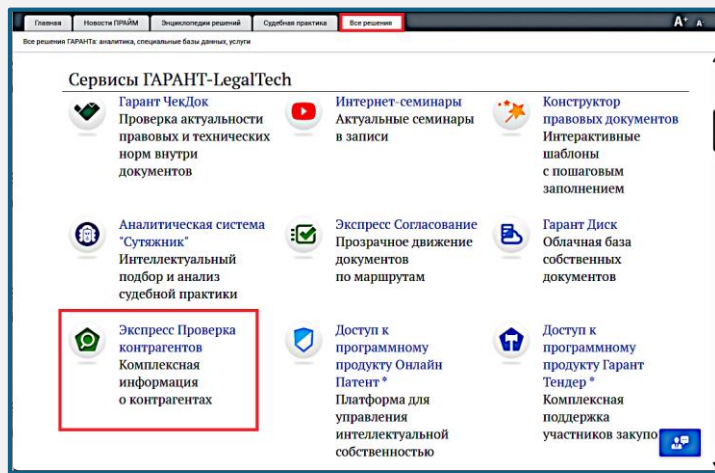 Главная Новости ПРАЙМ Энциклопедия решений Судебная практика Все решения A+ A
Все решения ГАРАНТа: аналитика, специальные базы данных, услуги
Сервисы ГАРАНТ-LegalTech
Гарант ЧекДок
Проверка актуальности
правовых и технических
норм внутри
документов
Интернет-семинары
Актуальные семинары
в записи
Конструктор
правовых документов
Интерактивные
шаблоны
с пошаговым
заполнением
Аналитическая система
"Сутяжник"
Интеллектуальный
подбор и анализ
судебной практики
Экспресс Согласование
Прозрачное движение
документов
по маршрутам
Гарант Диск
Облачная база
собственных
документов
Экспресс Проверка
контрагентов
Комплексная
информация
о контрагентах
Доступ к
программному
продукту Онлайн
Патент *
Платформа для
управления
интеллектуальной
собственностью
Доступ к
программному
продукту Гарант
Тендер *
Комплексная
поддержка
участников закупо